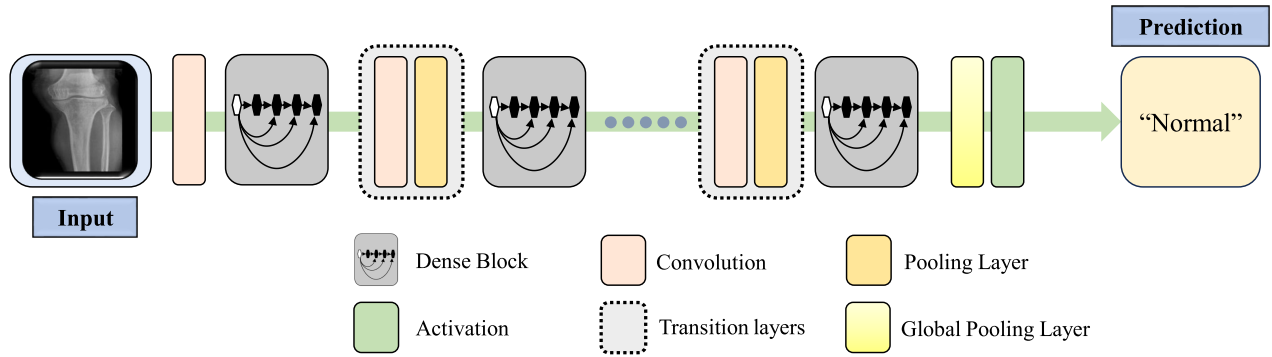 Prediction
“Normal”
Input
Dense Block
Convolution
Pooling Layer
Activation
Transition layers
Global Pooling Layer